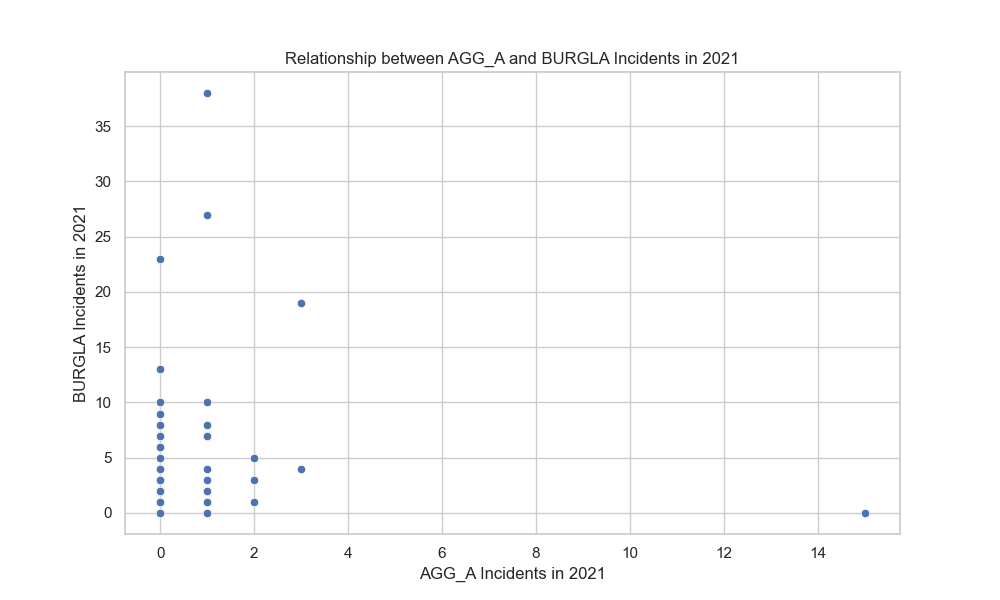 Relationship between AGG_A and BURGLA Incidents in 2021
BURGLA Incidents in 2021
35
30
25
20
15
10
5
0
0 2 4 6 8 10 12 14
AGG_A Incidents in 2021